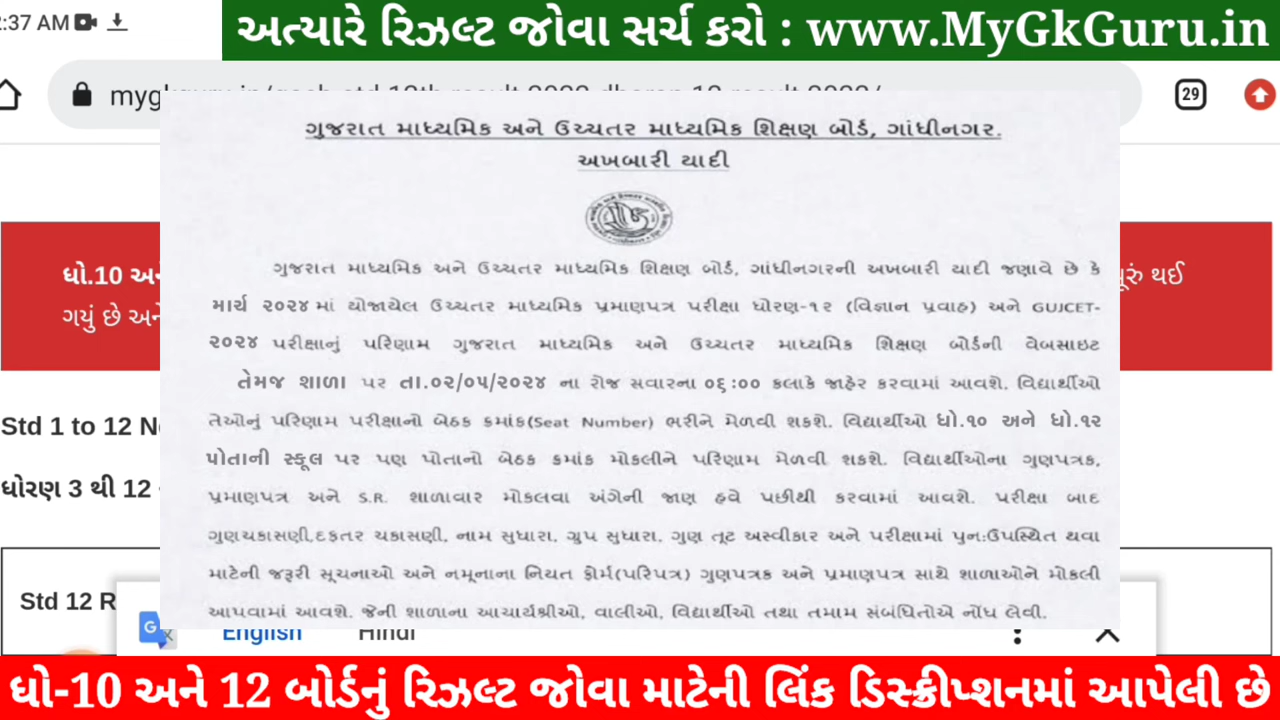 2:37 AM
અત્યારે રિઝલ્ટ જોવા સર્ચ કરો : www.MyGkGuru.in
29
ગુજરાત માધ્યમિક અને ઉચ્ચતર માધ્યમિક શિક્ષણ બોર્ડ, ગાંધીનગર.
અખબારી યાદી
ગુજરાત માધ્યમિક અને ઉચ્ચતર માધ્યમિક શિક્ષણ બોર્ડ, ગાંધીનગરની અખબારી યાદી જણાવે છે કે
માર્ચ ૨૦૨૪ માં યોજાયેલ ઉચ્ચતર માધ્યમિક પ્રમાણપત્ર પરીક્ષા ધોરણ-૧૨ (વિજ્ઞાન પ્રવાહ) અને GUJCET-
૨૦૨૪ પરીક્ષાનું પરિણામ ગુજરાત માધ્યમિક અને ઉચ્ચતર માધ્યમિક શિક્ષણ બોર્ડની વેબસાઇટ
તેમજ શાળા પર તા.૦૨/૦૫/૨૦૨૪ ના રોજ સવારના ૦૬:૦૦ કલાકે જાહેર કરવામાં આવશે. વિદ્યાર્થીઓ
તેઓનું પરિણામ પરીક્ષાનો બેઠક ક્માંક(Seat Number) ભરીને મેળવી શકશે. વિદ્યાર્થીઓ ધો.૧૦ અને ધો.૧૨
પોતાની સ્કૂલ પર પણ પોતાનો બેઠક ક્માંક મોકલીને પરિણામ મેળવી શકશે. વિદ્યાર્થીઓના ગુણપત્રક,
પ્રમાણપત્ર અને S.R. શાળાવાર મોકલવા અંગેની જાણ હવે પછીથી કરવામાં આવશે. પરીક્ષા બાદ
ગુણચકાસણી,દફતર ચકાસણી, નામ સુધારા, ગ્રુપ સુધારા, ગુણ તૂટ અસ્વીકાર અને પરીક્ષામાં પુન:ઉપસ્થિત થવા
માટેની જરૂરી સૂચનાઓ અને નમૂનાના નિયત ફોર્મ(પરિપત્ર) ગુણપત્રક અને પ્રમાણપત્ર સાથે શાળાઓને મોકલી
આપવામાં આવશે. જેની શાળાના આચાર્યશ્રીઓ, વાલીઓ, વિદ્યાર્થીઓ તથા તમામ સંબંધિતોએ નોંધ લેવી.
ધો.10
થઈ
ગયું છે
Std 1 to 12
ધોરણ 3 થી 12
Std 12
English Hindi
ધો-10 અને 12 બોર્ડનું રિઝલ્ટ જોવા માટેની લિંક ડિસ્ક્રીપ્શનમાં આપેલી છે